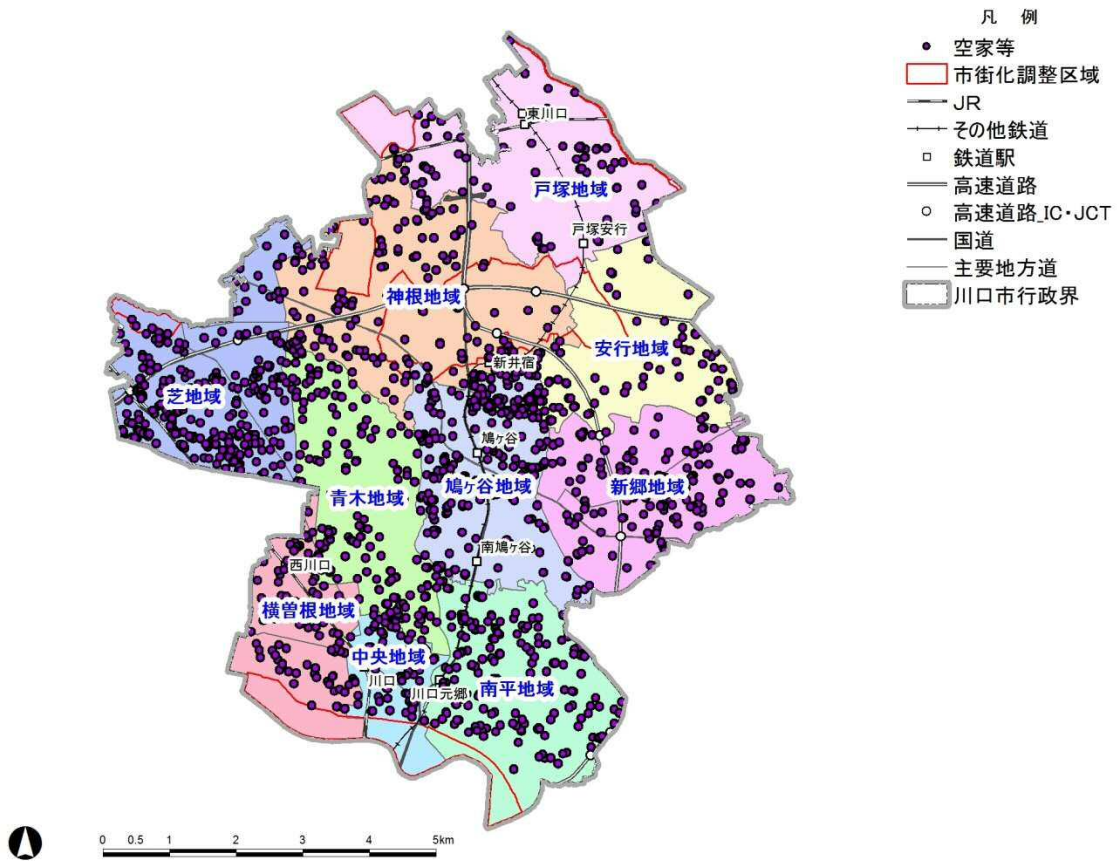 凡 例
空家等
市街化調整区域
JR
その他鉄道
鉄道駅
高速道路
高速道路_IC・JCT
国道
主要地方道
川口市行政界
東川口
戸塚地域
戸塚安行
神根地域
安行地域
新井宿
芝地域
鳩ヶ谷
青木地域
鳩ヶ谷地域
新郷地域
南鳩ヶ谷
西川口
横曽根地域
中央地域
川口
川口元郷
南平地域
0 0.5 1 2 3 4 5km